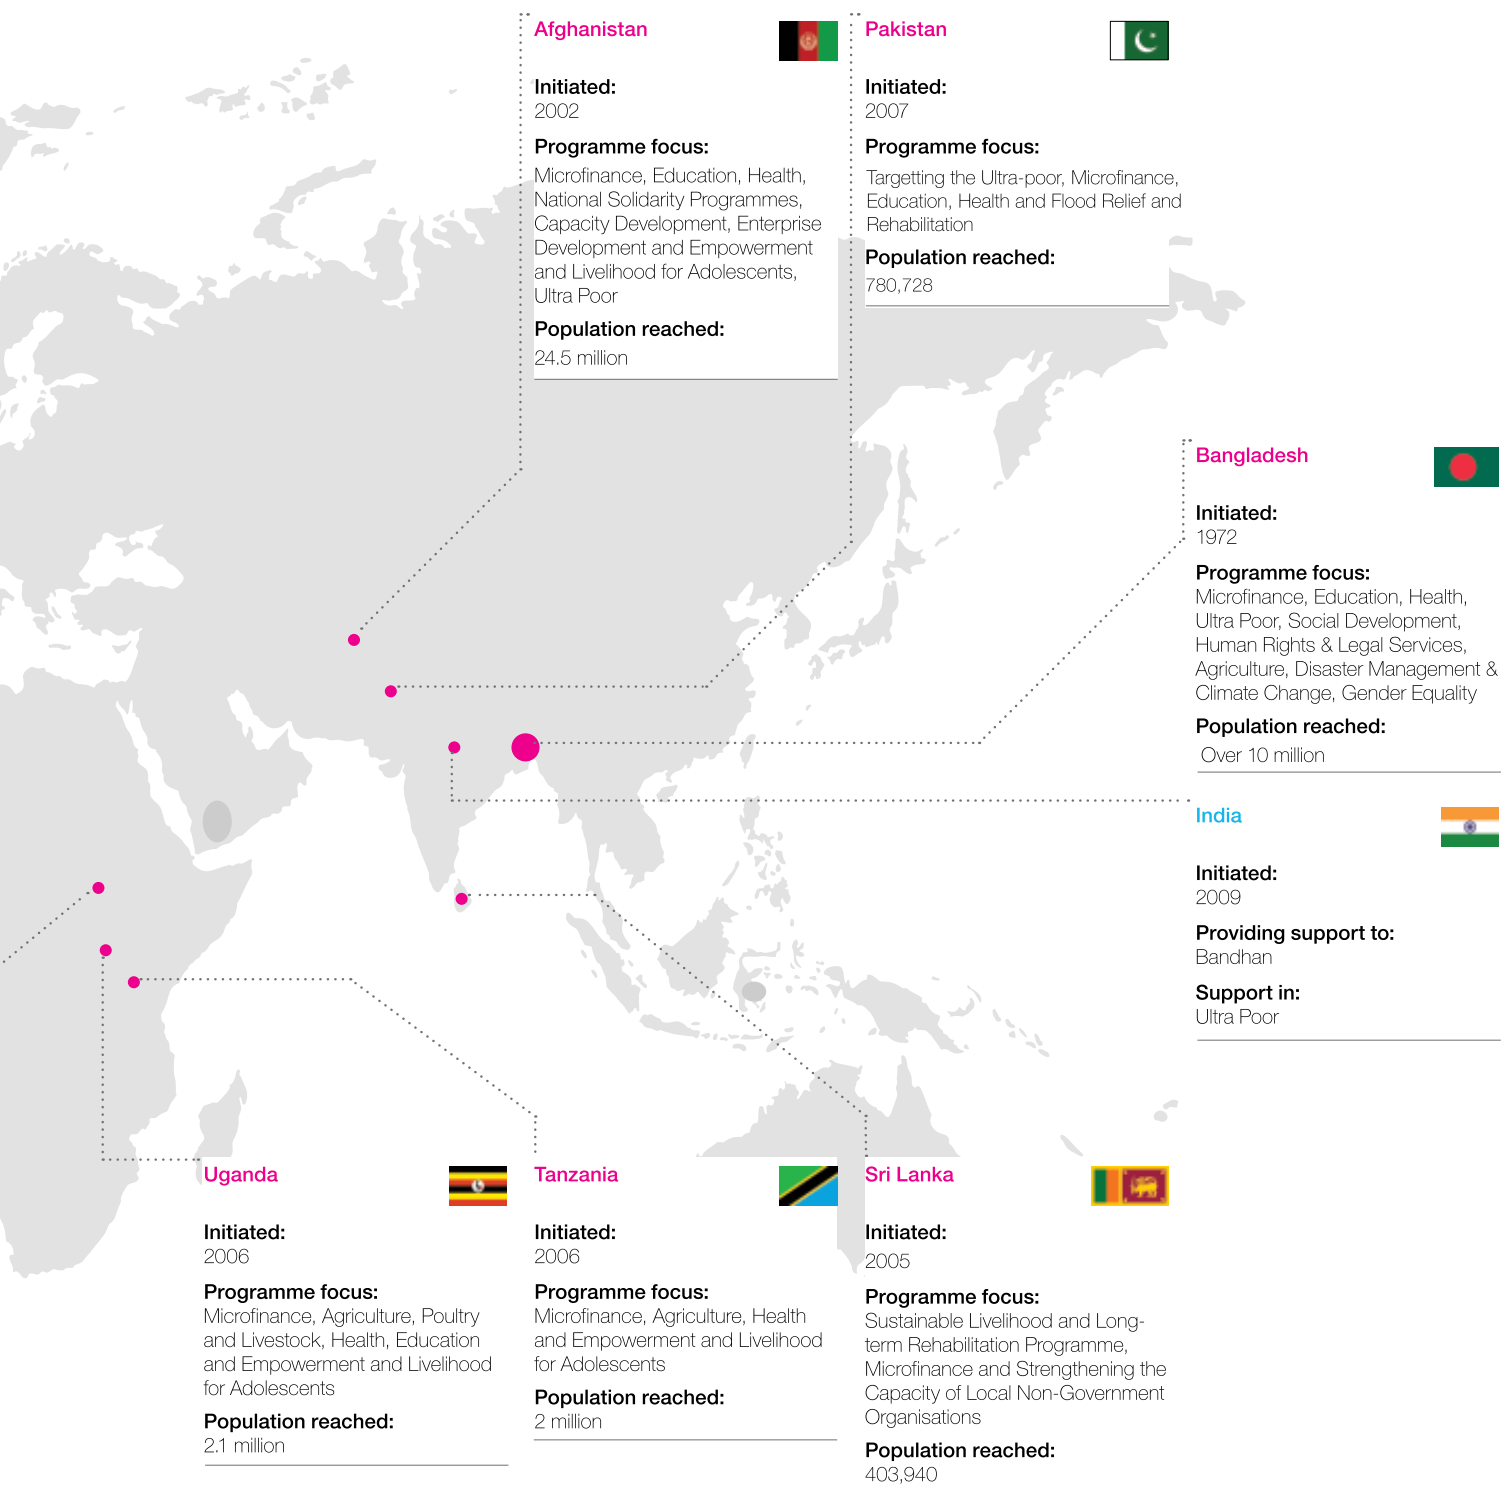 Afghanistan
Initiated:
2002
Programme focus:
Microfinance, Education, Health,
National Solidarity Programmes,
Capacity Development, Enterprise
Development and Empowerment
and Livelihood for Adolescents,
Ultra Poor
Population reached:
24.5 million
Pakistan
Initiated:
2007
Programme focus:
Targetting the Ultra-poor, Microfinance,
Education, Health and Flood Relief and
Rehabilitation
Population reached:
780,728
Bangladesh
Initiated:
1972
Programme focus:
Microfinance, Education, Health,
Ultra Poor, Social Development,
Human Rights & Legal Services,
Agriculture, Disaster Management &
Climate Change, Gender Equality
Population reached:
Over 10 million
India
Initiated:
2009
Providing support to:
Bandhan
Support in:
Ultra Poor
Uganda
Initiated:
2006
Programme focus:
Microfinance, Agriculture, Poultry
and Livestock, Health, Education
and Empowerment and Livelihood
for Adolescents
Population reached:
2.1 million
Tanzania
Initiated:
2006
Programme focus:
Microfinance, Agriculture, Health
and Empowerment and Livelihood
for Adolescents
Population reached:
2 million
Sri Lanka
Initiated:
2005
Programme focus:
Sustainable Livelihood and Long-
term Rehabilitation Programme,
Microfinance and Strengthening the
Capacity of Local Non-Government
Organisations
Population reached:
403,940